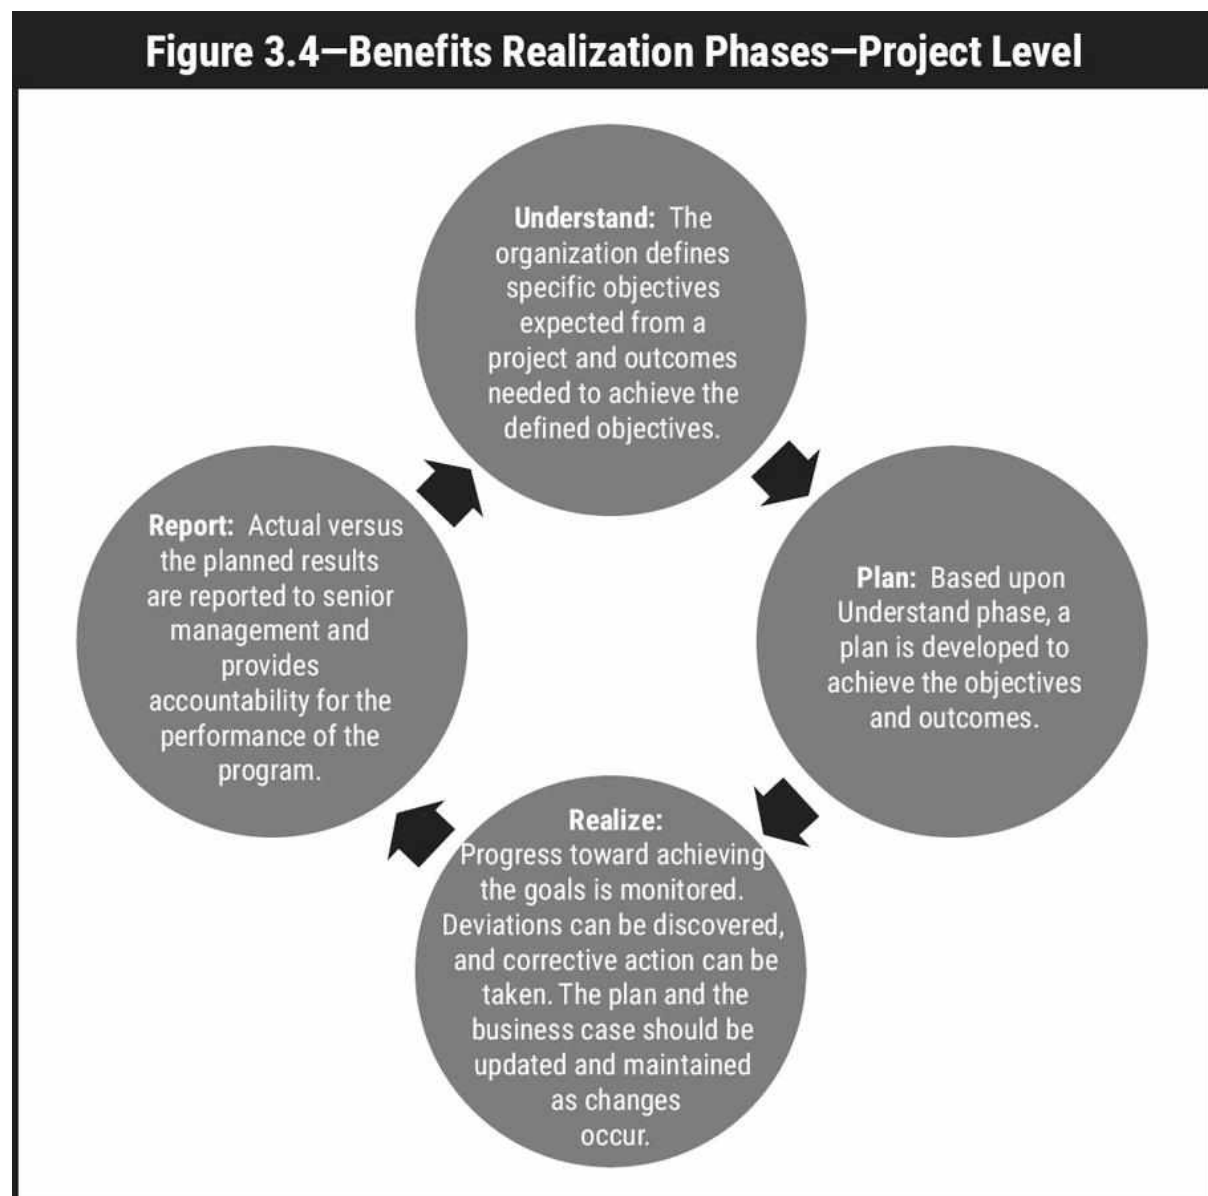 Figure 3.4—Benefits Realization Phases—Project Level
Understand: The
organization defines
specific objectives
expected from a
project and outcomes
needed to achieve the
defined objectives.
Plan: Based upon
Understand phase, a
plan is developed to
achieve the objectives
and outcomes.
Realize:
Progress toward achieving
the goals is monitored.
Deviations can be discovered,
and corrective action can be
taken. The plan and the
business case should be
updated and maintained
as changes
occur.
Report: Actual versus
the planned results
are reported to senior
management and
provides
accountability for the
performance of the
program.